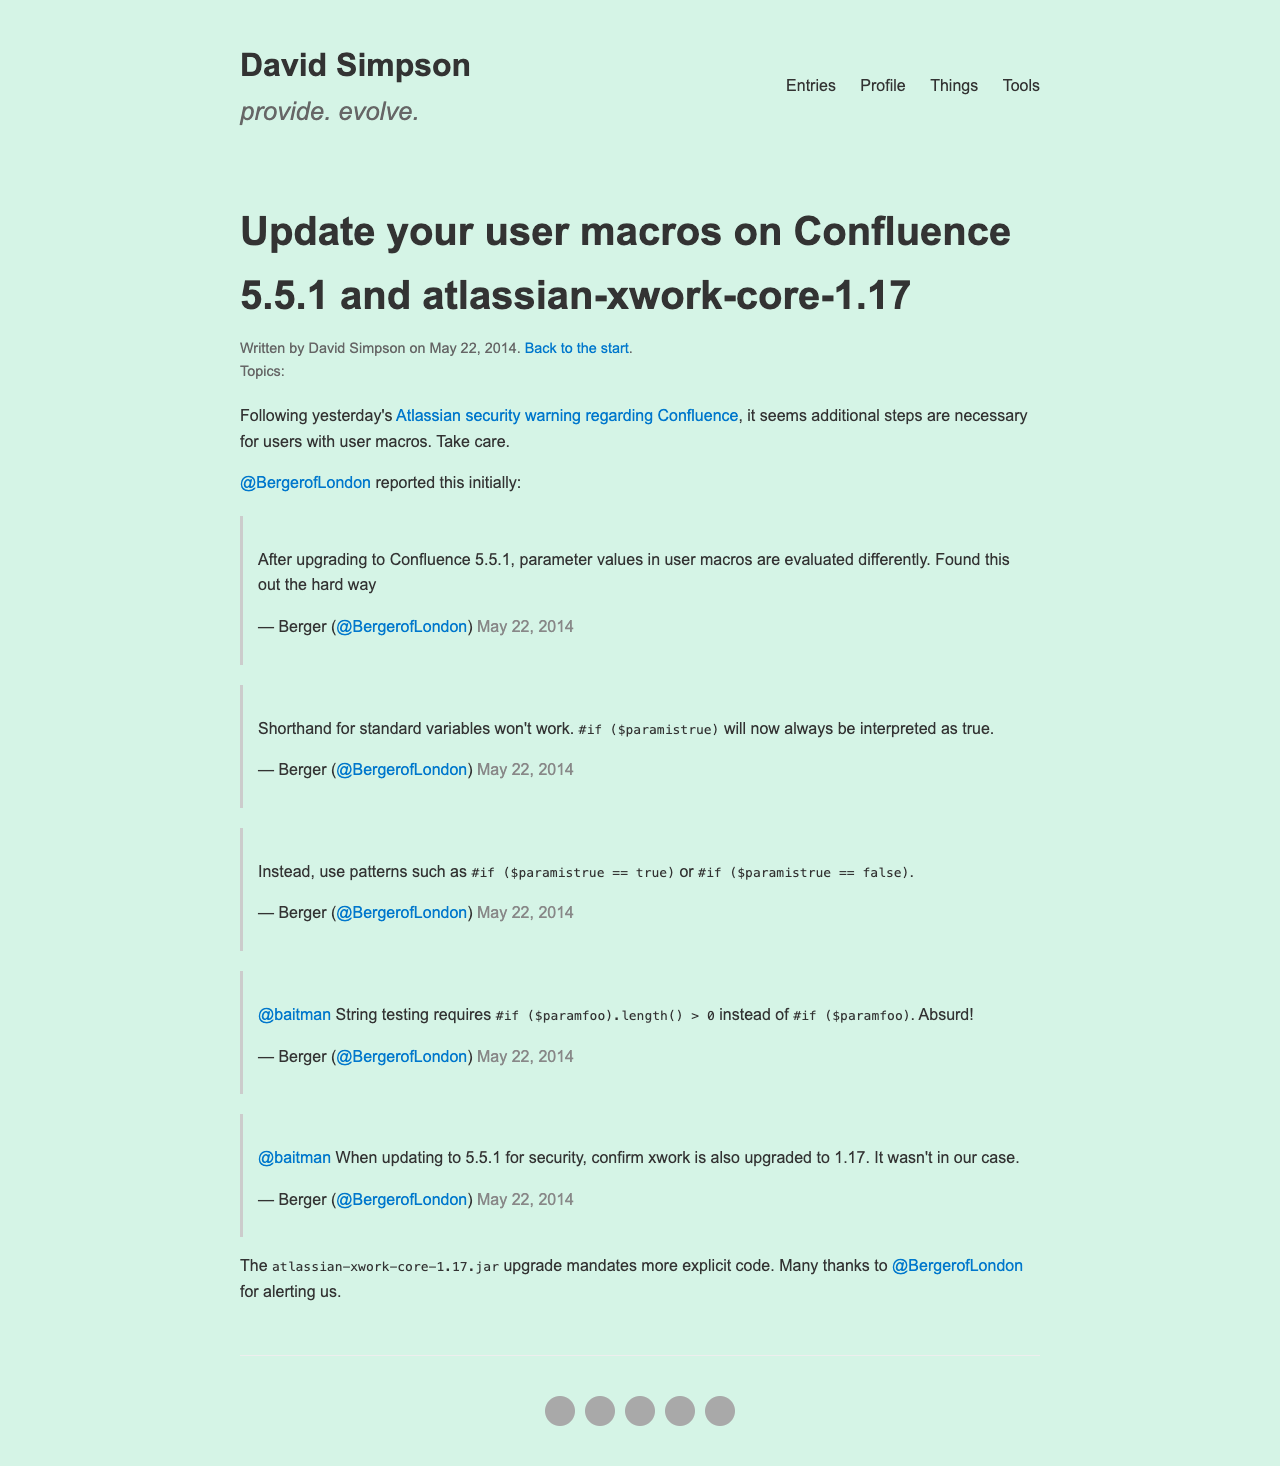 David Simpson
provide. evolve.
Entries Profile Things Tools
Update your user macros on Confluence
5.5.1 and atlassian-xwork-core-1.17
Written by David Simpson on May 22, 2014. Back to the start.
Topics:
Following yesterday's Atlassian security warning regarding Confluence, it seems additional steps are necessary
for users with user macros. Take care.
@BergerofLondon reported this initially:
After upgrading to Confluence 5.5.1, parameter values in user macros are evaluated differently. Found this
out the hard way
— Berger (@BergerofLondon) May 22, 2014
Shorthand for standard variables won't work. #if ($paramistrue) will now always be interpreted as true.
— Berger (@BergerofLondon) May 22, 2014
Instead, use patterns such as #if ($paramistrue == true) or #if ($paramistrue == false).
— Berger (@BergerofLondon) May 22, 2014
@baitman String testing requires #if ($paramfoo).length() > 0 instead of #if ($paramfoo). Absurd!
— Berger (@BergerofLondon) May 22, 2014
@baitman When updating to 5.5.1 for security, confirm xwork is also upgraded to 1.17. It wasn't in our case.
— Berger (@BergerofLondon) May 22, 2014
The atlassian-xwork-core-1.17.jar upgrade mandates more explicit code. Many thanks to @BergerofLondon
for alerting us.